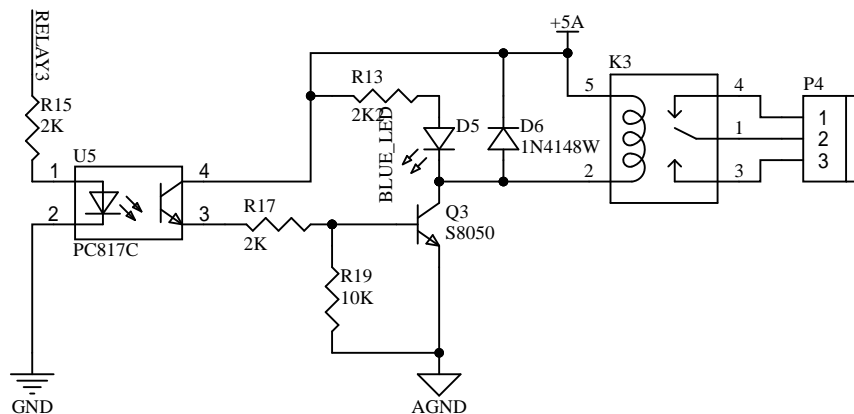 RELAY3
+5A
K3
R13
2K2
R15
2K
5
4
P4
BLUE_LED
D5
D6
1N4148W
1
1
2
3
U5
1
4
2
3
2
3
PC817C
R17
2K
Q3
S8050
R19
10K
GND
AGND